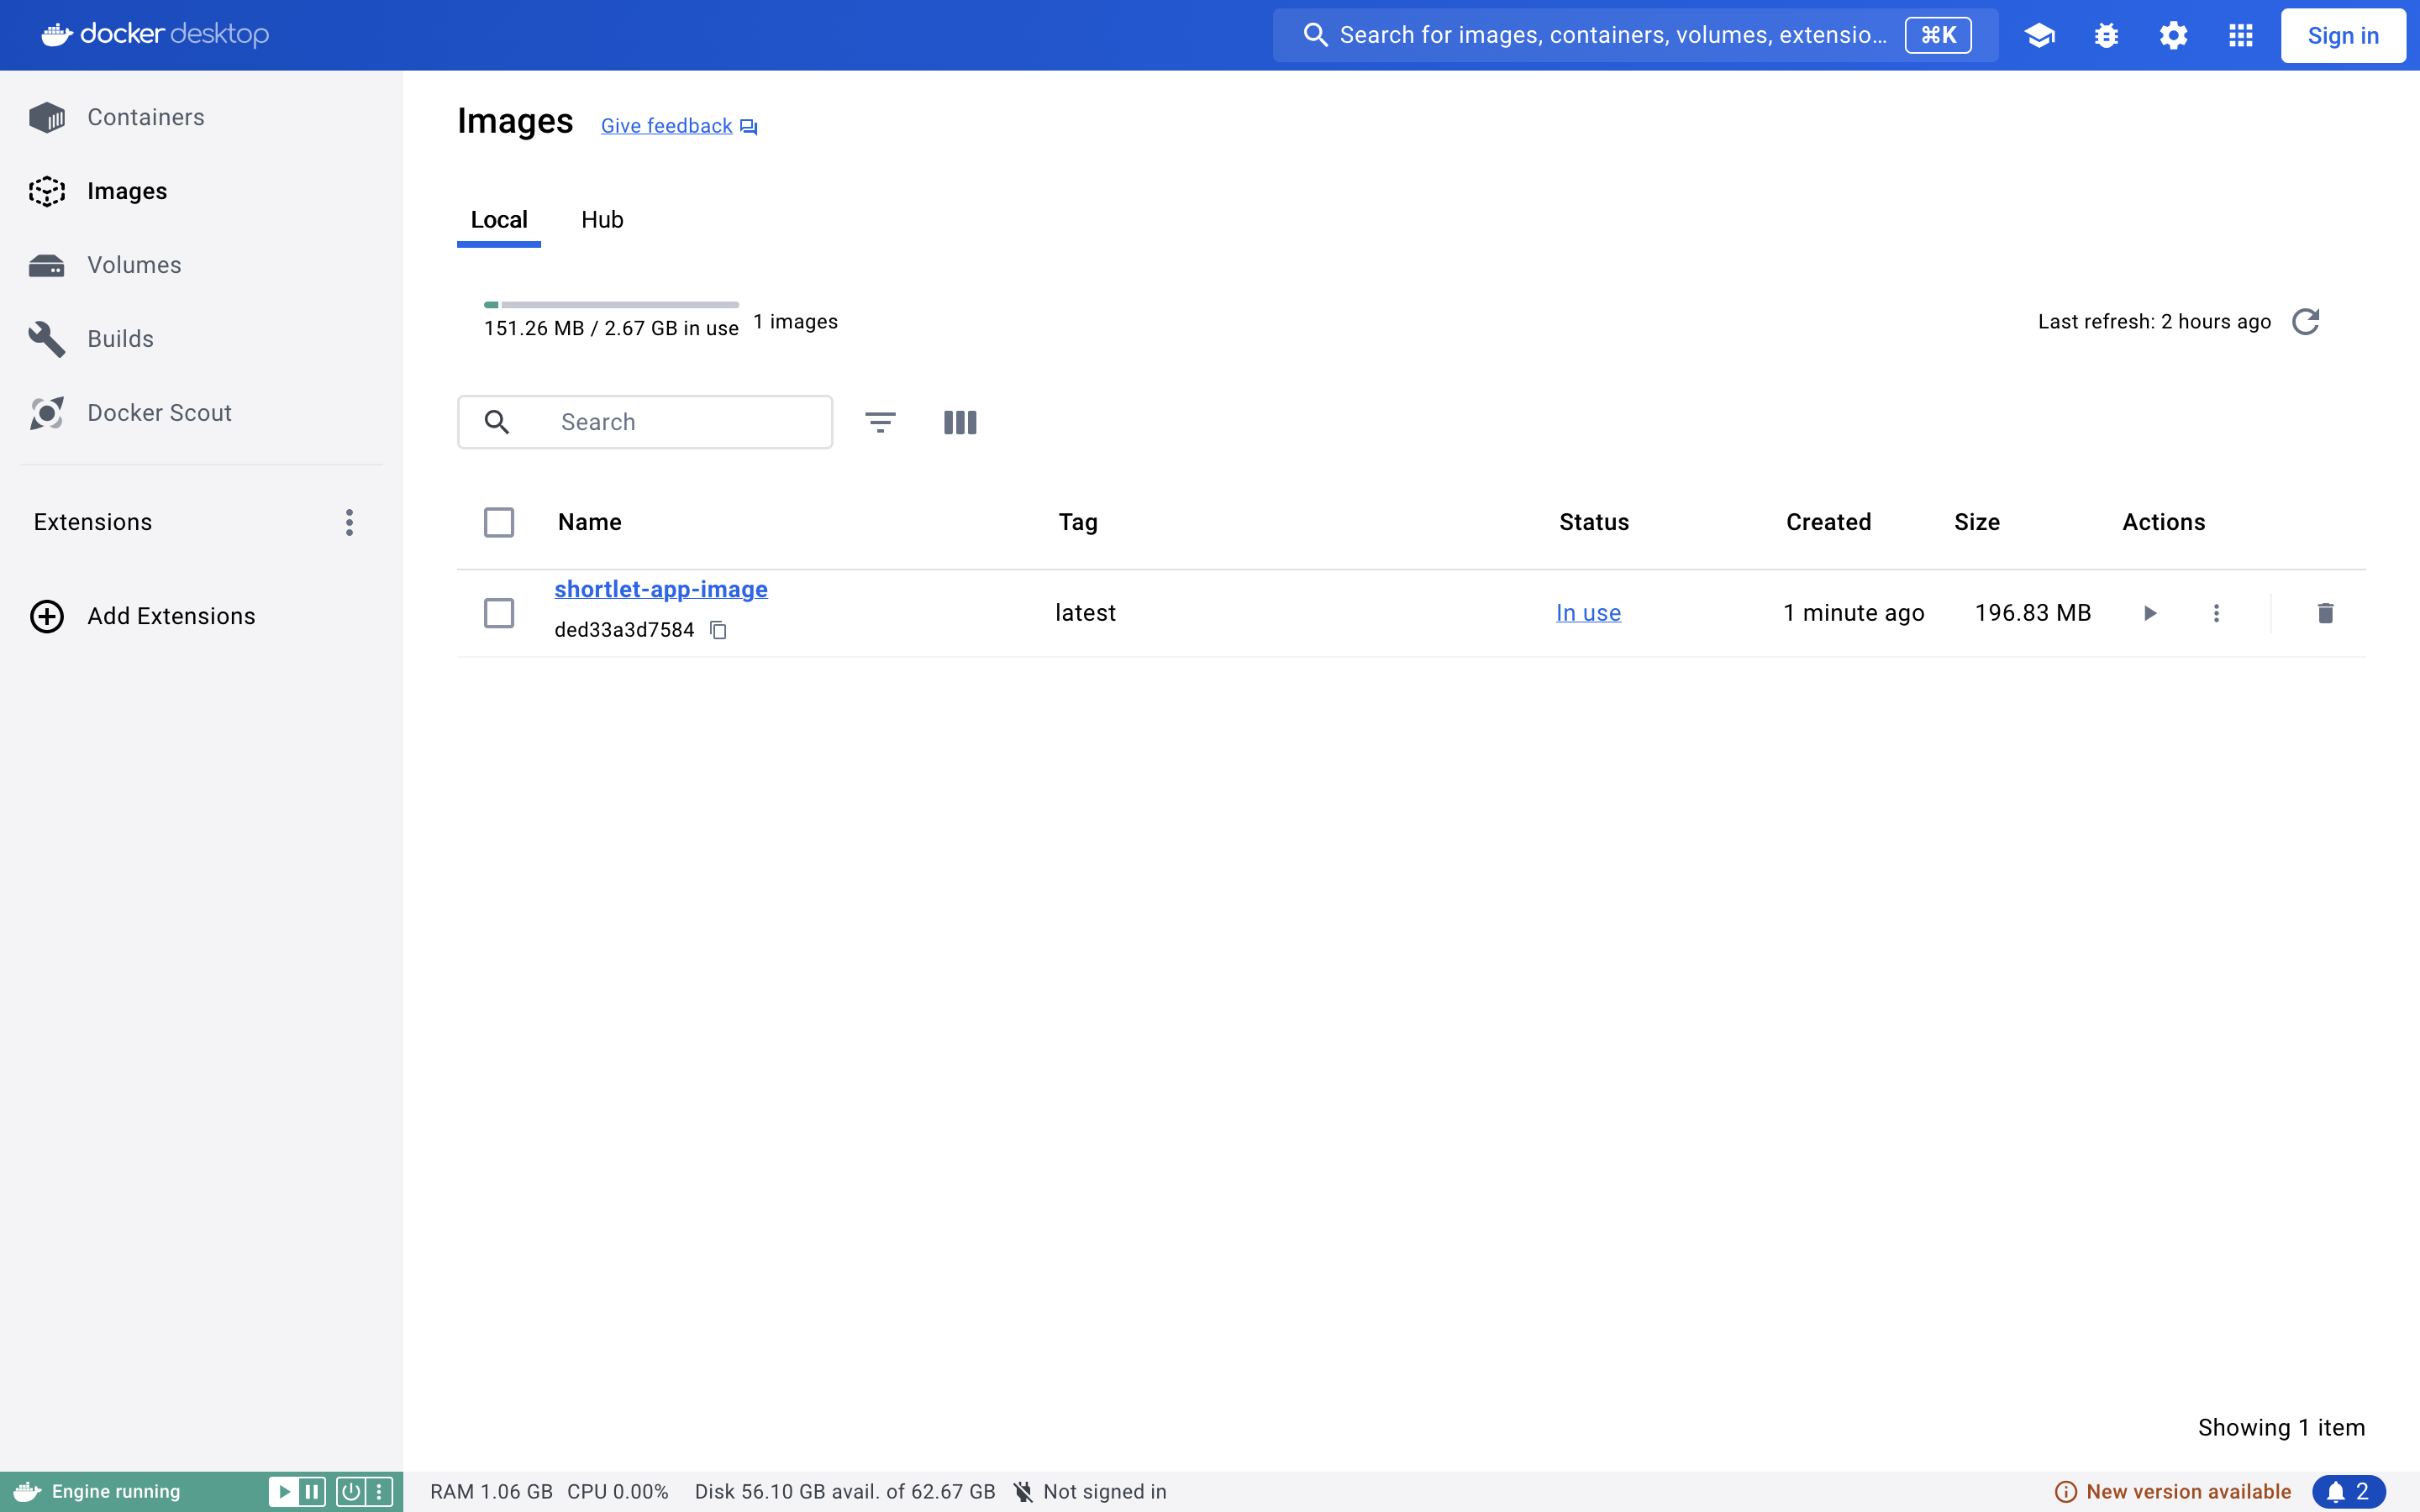 docker desktop
Search for images, containers, volumes, extensio... ⌘K
Sign in
Containers
Images
Volumes
Builds
Docker Scout
Extensions
Add Extensions
Images Give feedback
Local Hub
151.26 MB / 2.67 GB in use 1 images
Last refresh: 2 hours ago
Search
Name Tag Status Created Size Actions
shortlet-app-image
ded33a3d7584
latest In use 1 minute ago 196.83 MB
Showing 1 item
Engine running
RAM 1.06 GB CPU 0.00% Disk 56.10 GB avail. of 62.67 GB Not signed in
New version available 2